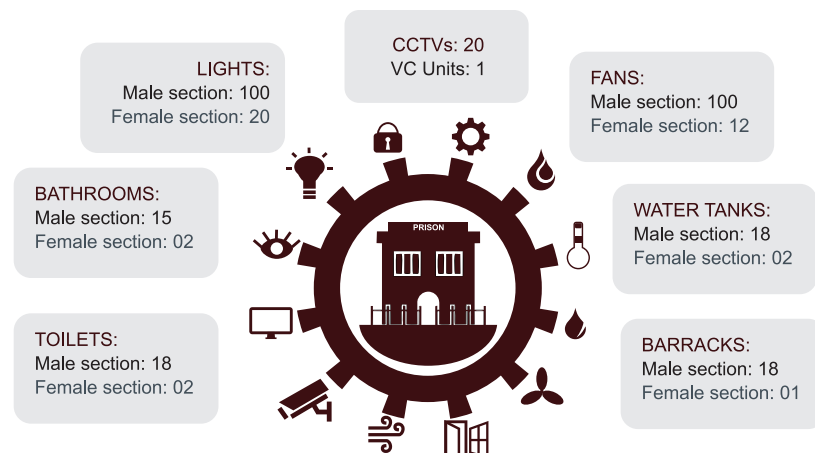 CCTVs: 20
VC Units: 1
LIGHTS:
Male section: 100
Female section: 20
FANS:
Male section: 100
Female section: 12
BATHROOMS:
Male section: 15
Female section: 02
WATER TANKS:
Male section: 18
Female section: 02
PRISON
TOILETS:
Male section: 18
Female section: 02
BARRACKS:
Male section: 18
Female section: 01